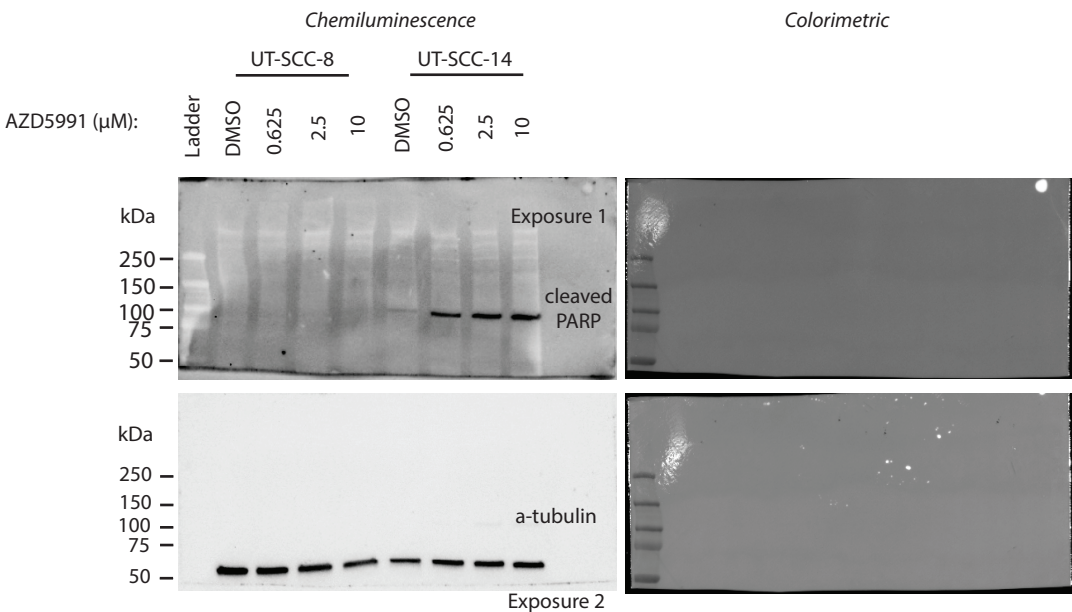 Chemiluminescence
Colorimetric
UT-SCC-8
UT-SCC-14
AZD5991 (μM):
Ladder
DMSO
0.625
2.5
10
DMSO
0.625
2.5
10
kDa
Exposure 1
250
150
100
75
50
cleaved
PARP
kDa
250
150
100
75
50
a-tubulin
Exposure 2